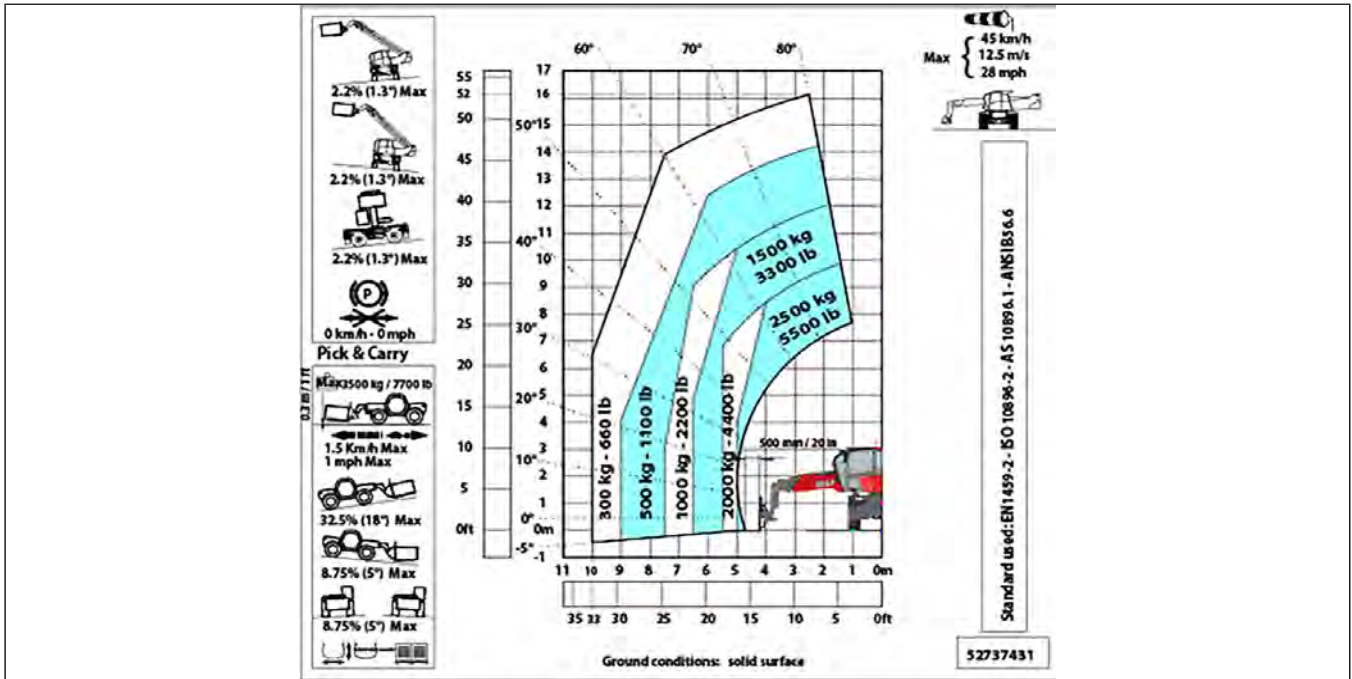 2.2% (1.3°) Max
2.2% (1.3°) Max
2.2% (1.3°) Max
P
0 km/h - 0 mph
Pick & Carry
0.3 m / 1 ft
Max 3500 kg / 7700 lb
1.5 Km/h Max
1 mph Max
32.5% (18°) Max
8.75% (5°) Max
8.75% (5°) Max
55
52
50
45
40
35
30
25
20
15
10
5
0ft
60°
70°
80°
50°
40°
30°
20°
10°
0°
-5°
17
16
15
14
13
12
11
10
9
8
7
6
5
4
3
2
1
0m
-1
300 kg - 660 lb
500 kg - 1100 lb
1000 kg - 2200 lb
2000 kg - 4400 lb
1500 kg
3300 lb
2500 kg
5500 lb
500 mm / 20 in
11 10 9 8 7 6 5 4 3 2 1 0m
35 33 30 25 20 15 10 5 0ft
Ground conditions: solid surface
Max
45 km/h
12.5 m/s
28 mph
Standard used: EN1459-2 - ISO 10896-2 - AS 10896.1 - ANSI B56.6
52737431